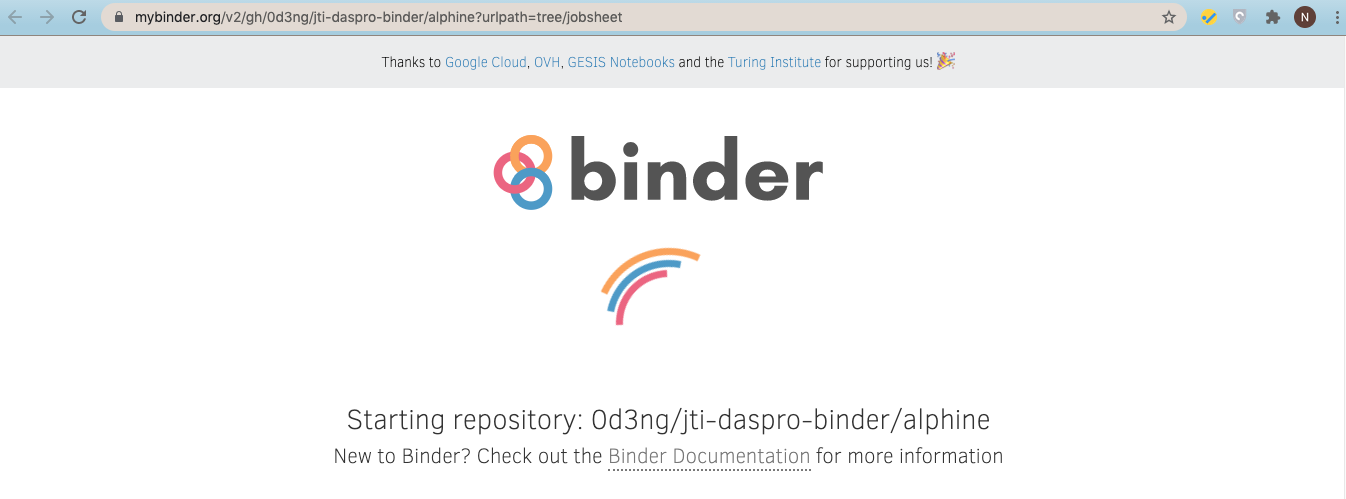 mybinder.org/v2/gh/0d3ng/jti-daspro-binder/alphine?urlpath=tree/jobsheet
N
Thanks to Google Cloud, OVH, GESIS Notebooks and the Turing Institute for supporting us! 🎉
binder
Starting repository: 0d3ng/jti-daspro-binder/alphine
New to Binder? Check out the Binder Documentation for more information